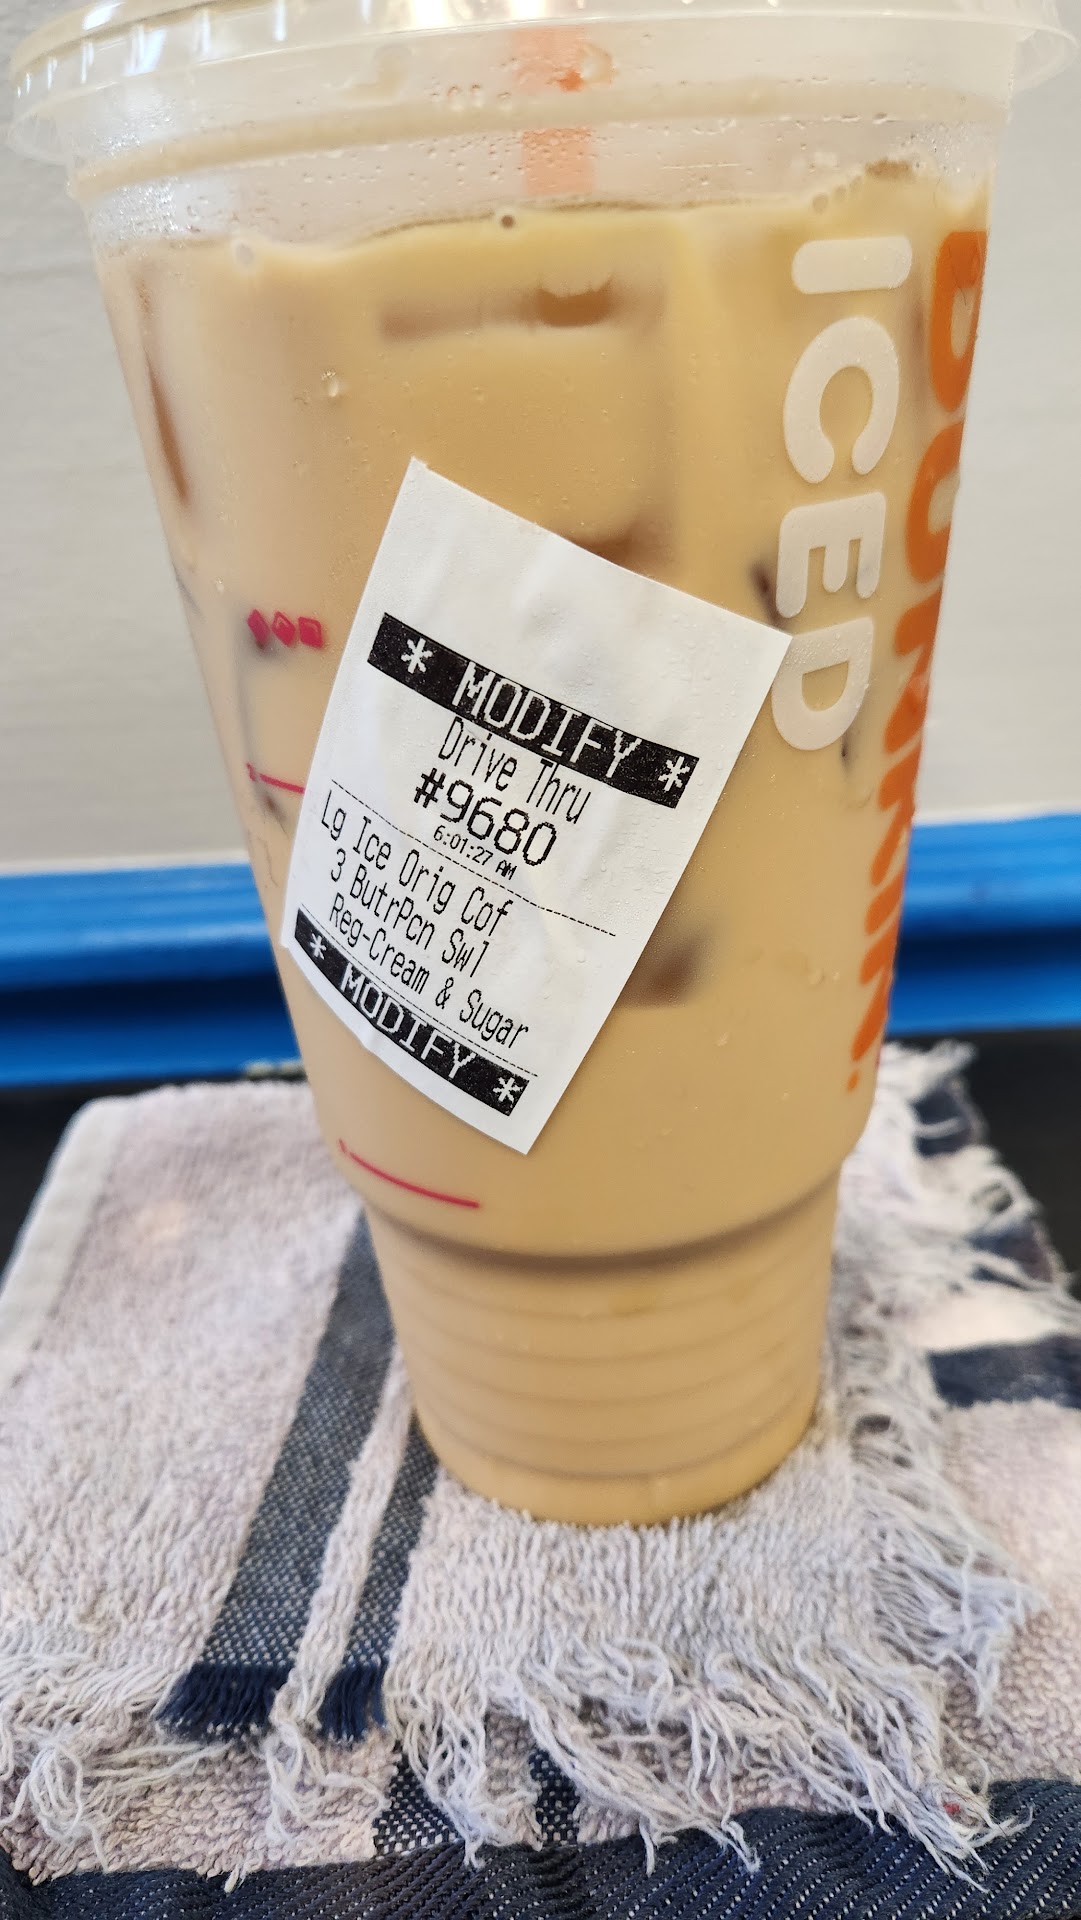 * MODIFY *
Drive Thru
#9680
6:01:27 AM
Lg Ice Orig Cof
3 ButrPcn Swl
Reg-Cream & Sugar
* MODIFY *
ICED
DUNKIN'